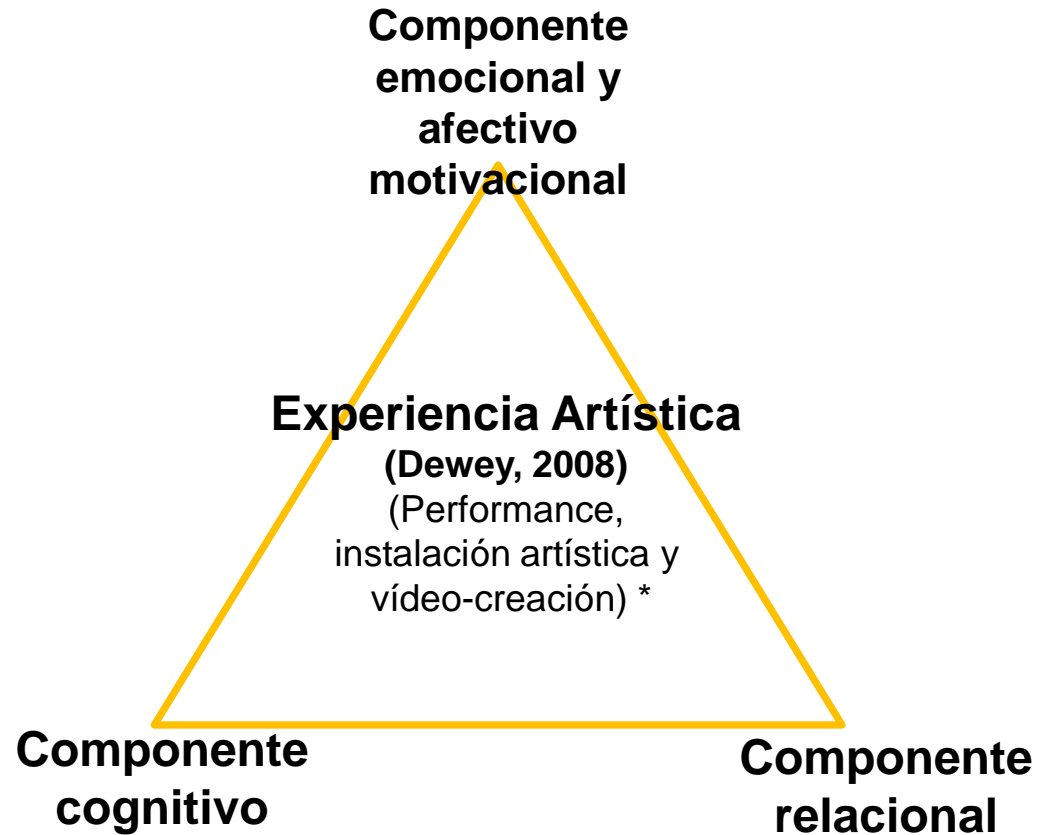 Componente
emocional y
afectivo
motivacional
Experiencia Artística
(Dewey, 2008)
(Performance,
instalación artística y
vídeo-creación) *
Componente
cognitivo
Componente
relacional